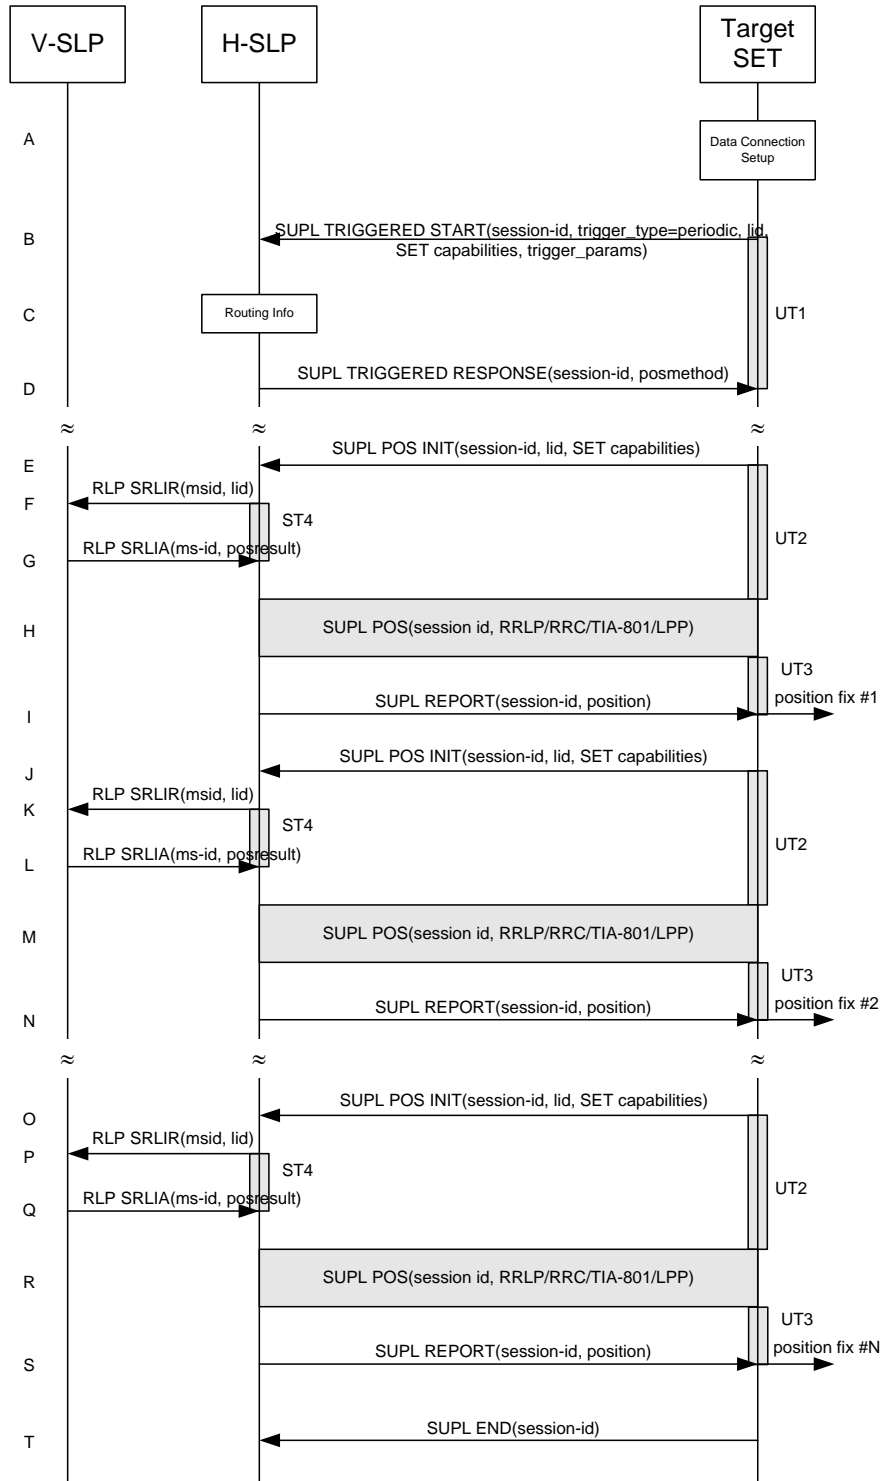 V-SLP
H-SLP
Target
SET
A
Data Connection
Setup
B
SUPL TRIGGERED START(session-id, trigger_type=periodic, lid,
SET capabilities, trigger_params)
C
Routing Info
UT1
D
SUPL TRIGGERED RESPONSE(session-id, posmethod)
≈ ≈ ≈
E
SUPL POS INIT(session-id, lid, SET capabilities)
F
RLP SRLIR(msid, lid)
ST4
UT2
G
RLP SRLIA(ms-id, posresult)
H
SUPL POS(session id, RRLP/RRC/TIA-801/LPP)
UT3
position fix #1
I
SUPL REPORT(session-id, position)
J
SUPL POS INIT(session-id, lid, SET capabilities)
K
RLP SRLIR(msid, lid)
ST4
UT2
L
RLP SRLIA(ms-id, posresult)
M
SUPL POS(session id, RRLP/RRC/TIA-801/LPP)
UT3
position fix #2
N
SUPL REPORT(session-id, position)
≈ ≈ ≈
O
SUPL POS INIT(session-id, lid, SET capabilities)
P
RLP SRLIR(msid, lid)
ST4
UT2
Q
RLP SRLIA(ms-id, posresult)
R
SUPL POS(session id, RRLP/RRC/TIA-801/LPP)
UT3
position fix #N
S
SUPL REPORT(session-id, position)
T
SUPL END(session-id)